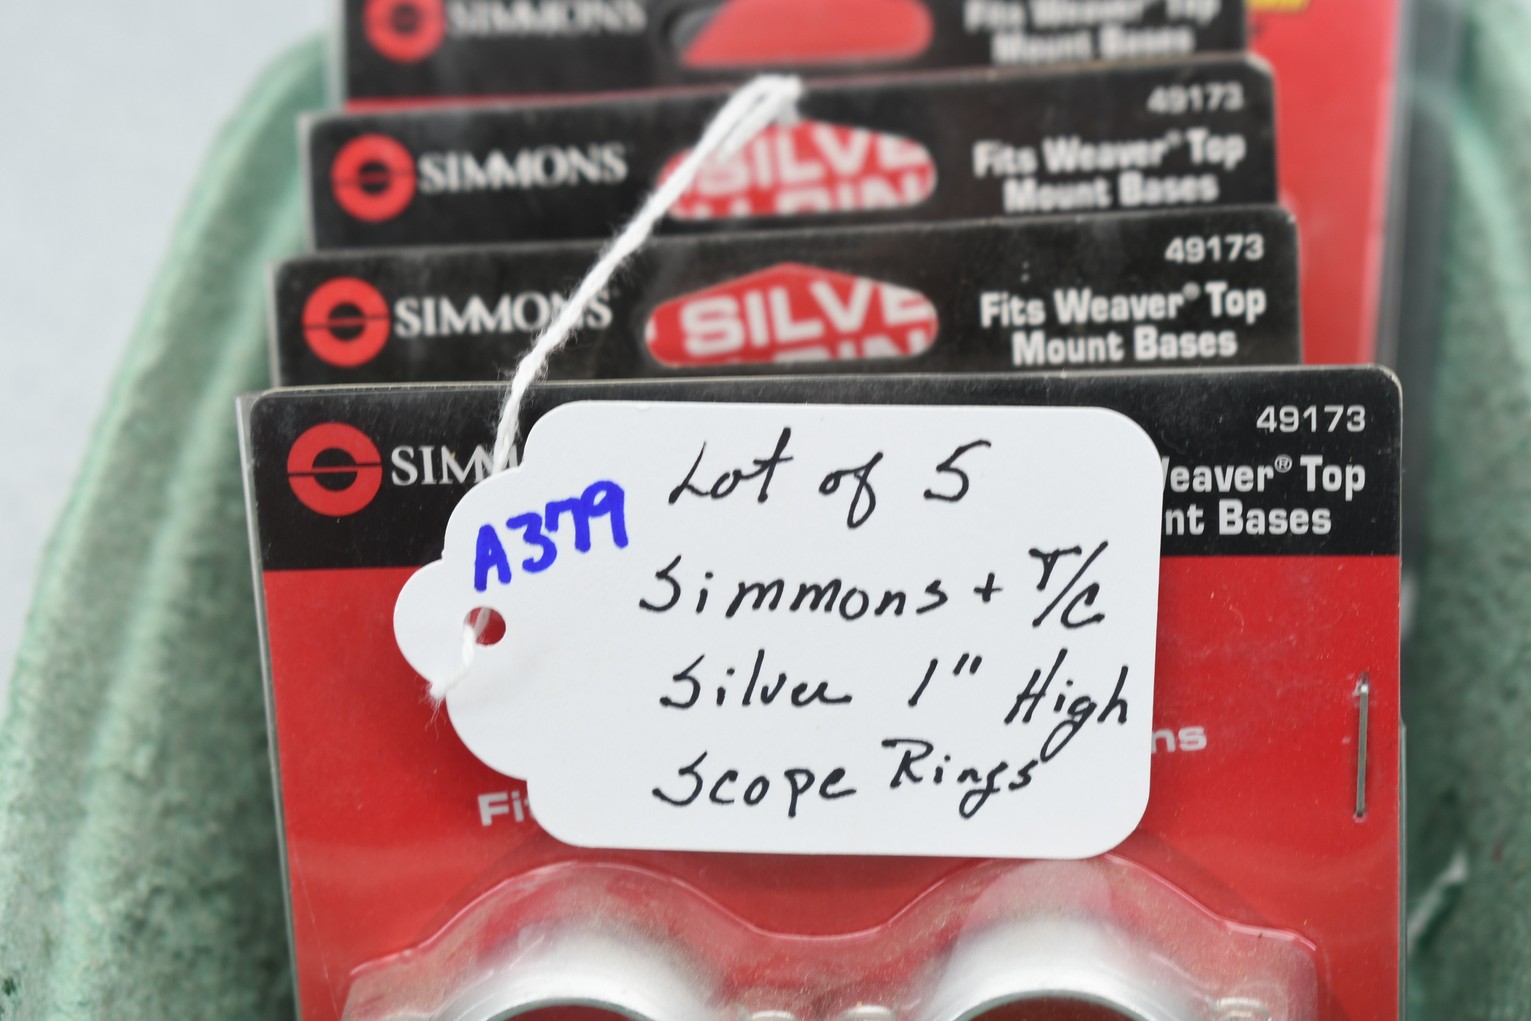 SIMMONS
Fits Weaver Top
Mount Bases
SIMMONS
SILVE
49173
Fits Weaver® Top
Mount Bases
SIMMONS
SILVE
49173
Fits Weaver® Top
Mount Bases
SIMM
49173
Weaver® Top
nt Bases
A379
Lot of 5
Simmons + T/C
Silver 1" High
Scope Rings
ns
Fi